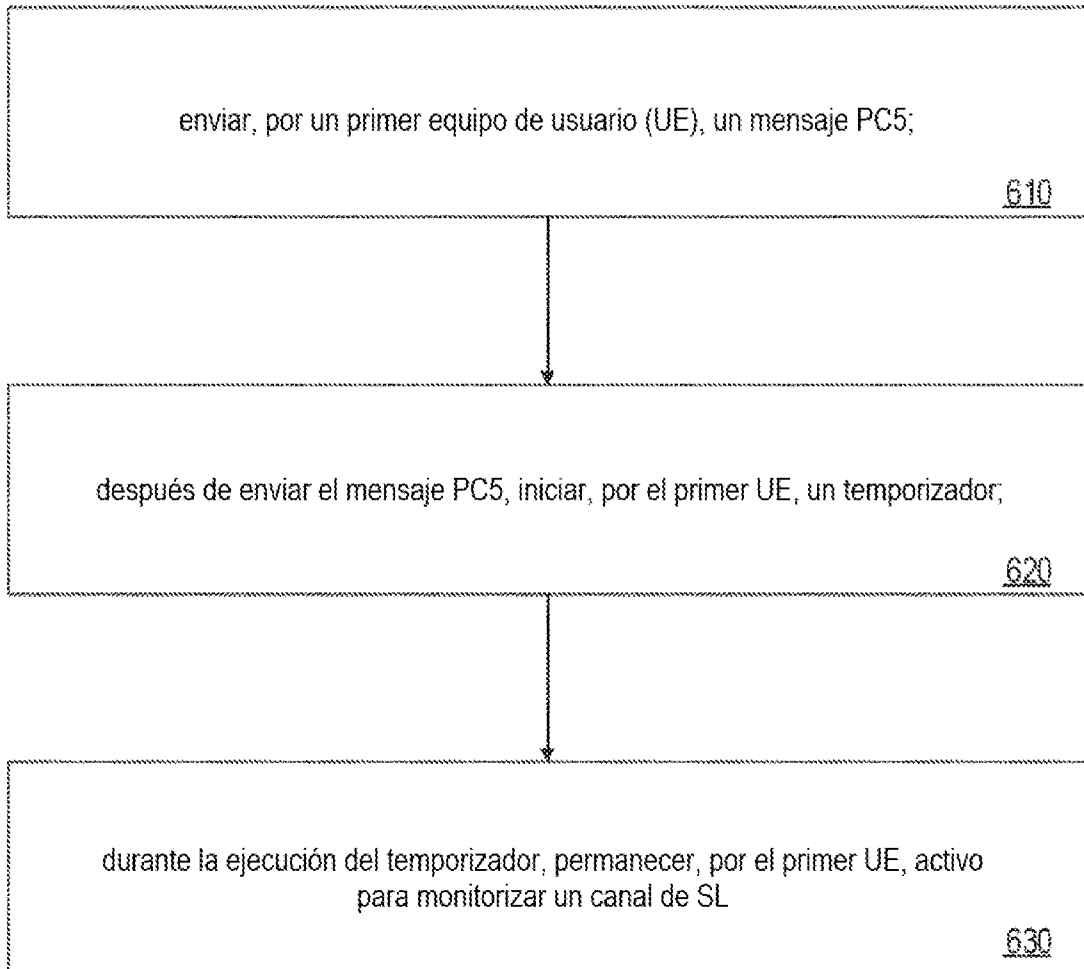 enviar, por un primer equipo de usuario (UE), un mensaje PC5;
610
después de enviar el mensaje PC5, iniciar, por el primer UE, un temporizador;
620
durante la ejecución del temporizador, permanecer, por el primer UE, activo
para monitorizar un canal de SL
630